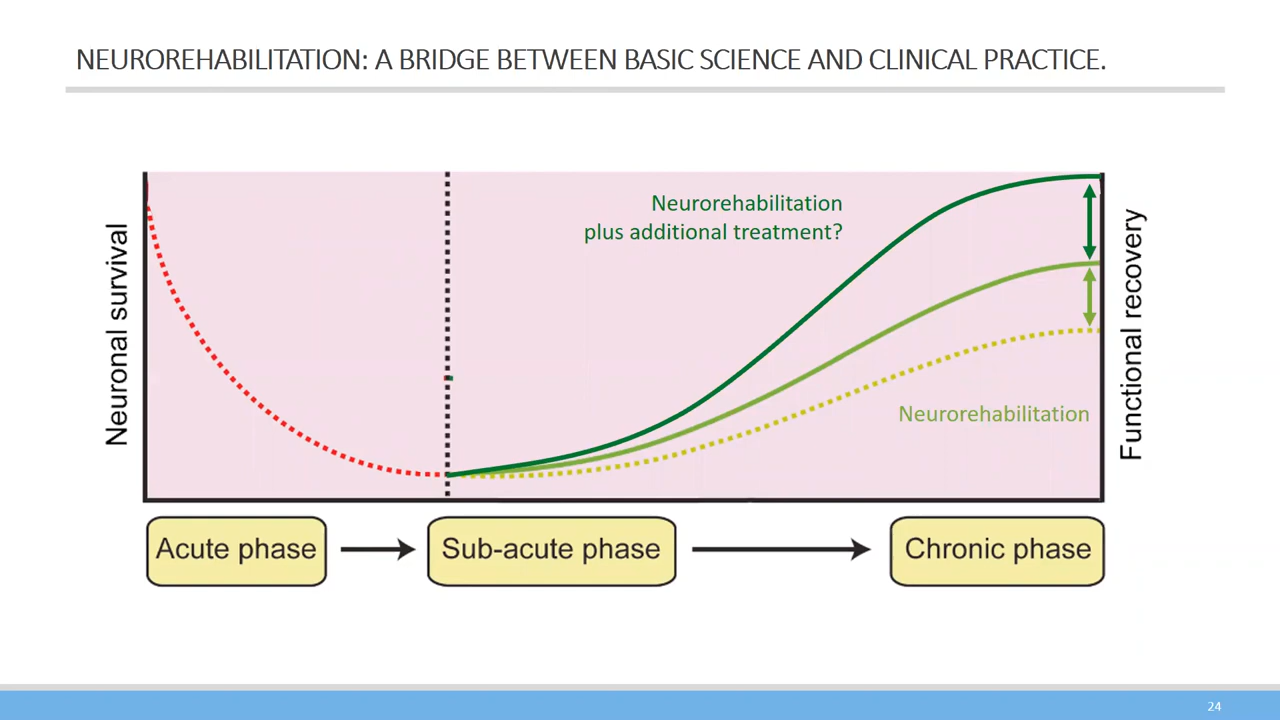 NEUROREHABILITATION: A BRIDGE BETWEEN BASIC SCIENCE AND CLINICAL PRACTICE.
Neuronal survival
Neurorehabilitation
plus additional treatment?
Neurorehabilitation
Functional recovery
Acute phase
Sub-acute phase
Chronic phase
24